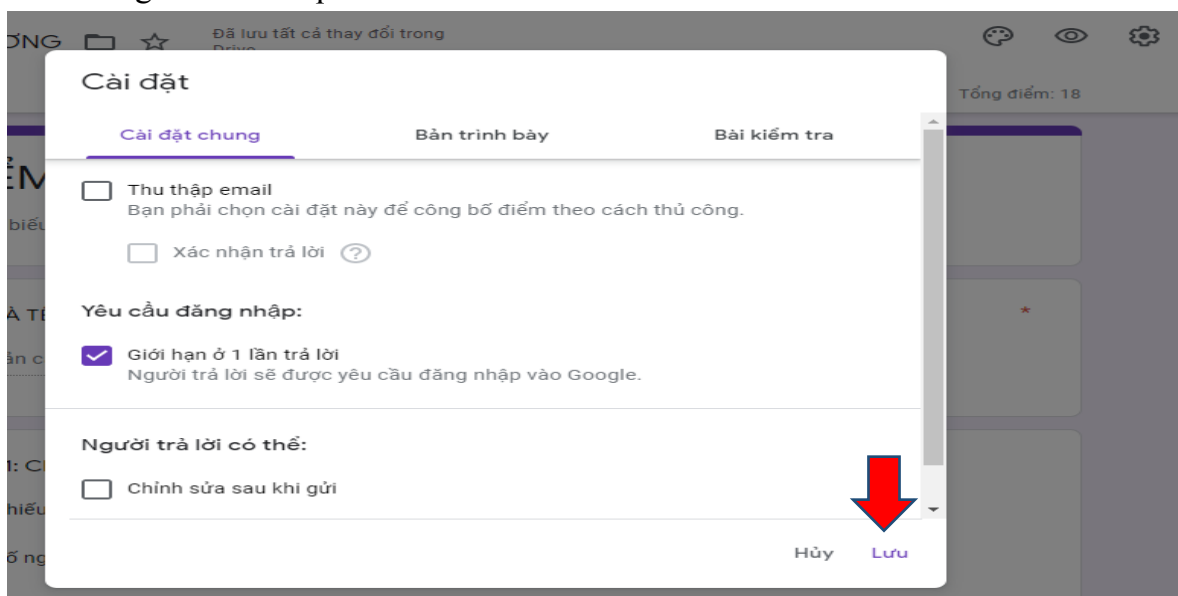 Đã lưu tất cả thay đổi trong
Drive
Tổng điểm: 18
Cài đặt
Cài đặt chung
Bản trình bày
Bài kiểm tra
Thu thập email
Bạn phải chọn cài đặt này để công bố điểm theo cách thủ công.
Xác nhận trả lời
Yêu cầu đăng nhập:
*
Giới hạn ở 1 lần trả lời
Người trả lời sẽ được yêu cầu đăng nhập vào Google.
Người trả lời có thể:
Chỉnh sửa sau khi gửi
Hủy Lưu